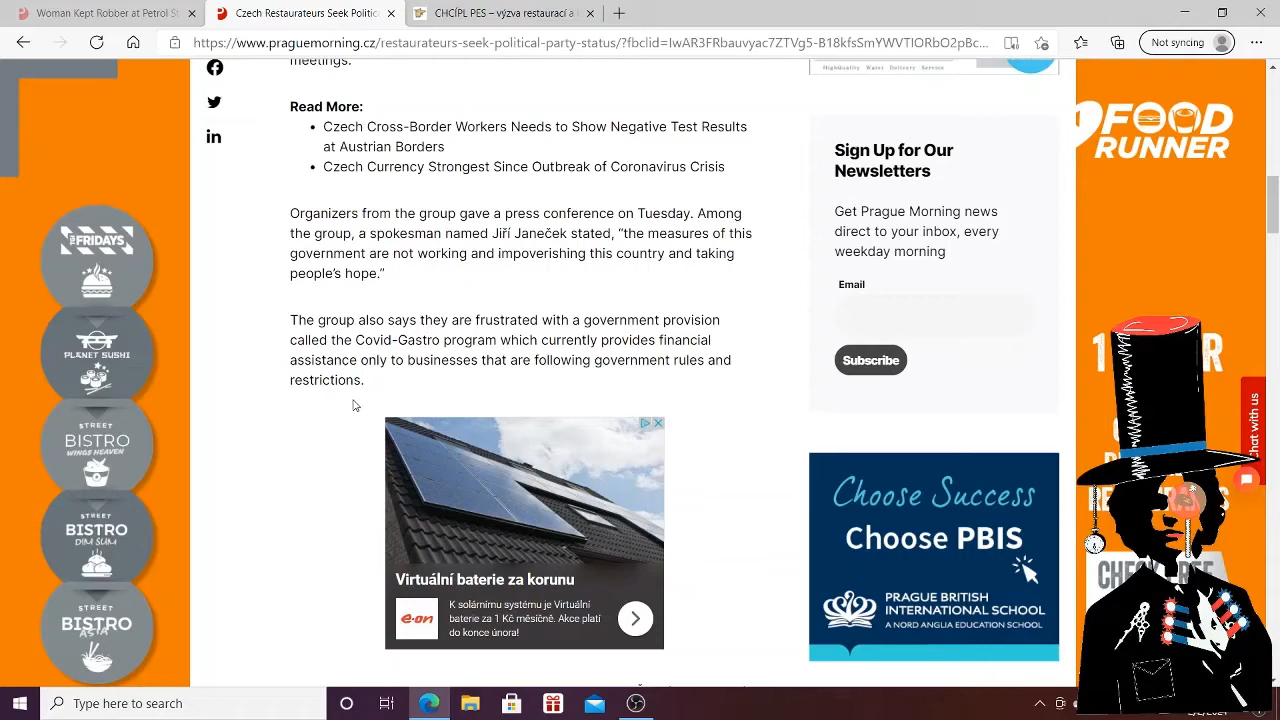 Woman Kept Robber at Petrol St
Czech Restaurateurs Seek Politic
CHCÍPL PES – výzva restaurací a l
https://www.praguemorning.cz/restaurateurs-seek-political-party-status/?fbclid=IwAR3FRbauvyac7ZTVg5-B18kfsSmYWVTIORbO2pBc...
Not syncing
meetings.
Read More:
• Czech Cross-Border Workers Needs to Show Negative Test Results
at Austrian Borders
• Czech Currency Strongest Since Outbreak of Coronavirus Crisis
Organizers from the group gave a press conference on Tuesday. Among
the group, a spokesman named Jiří Janeček stated, “the measures of this
government are not working and impoverishing this country and taking
people’s hope.”
The group also says they are frustrated with a government provision
called the Covid-Gastro program which currently provides financial
assistance only to businesses that are following government rules and
restrictions.
Virtuální baterie za korunu
e·on
K solárnímu systému je Virtuální
baterie za 1 Kč měsíčně. Akce platí
do konce února!
HighQuality Water Delivery Service
Sign Up for Our
Newsletters
Get Prague Morning news
direct to your inbox, every
weekday morning
Email
Subscribe
Choose Success
Choose PBIS
PRAGUE BRITISH
INTERNATIONAL SCHOOL
A NORD ANGLIA EDUCATION SCHOOL
FRIDAYS
PLANET SUSHI
STREET
BISTRO
WINGS HEAVEN
STREET
BISTRO
DIM SUM
STREET
BISTRO
ASIA
FOOD
RUNNER
Chat with us
Type here to search